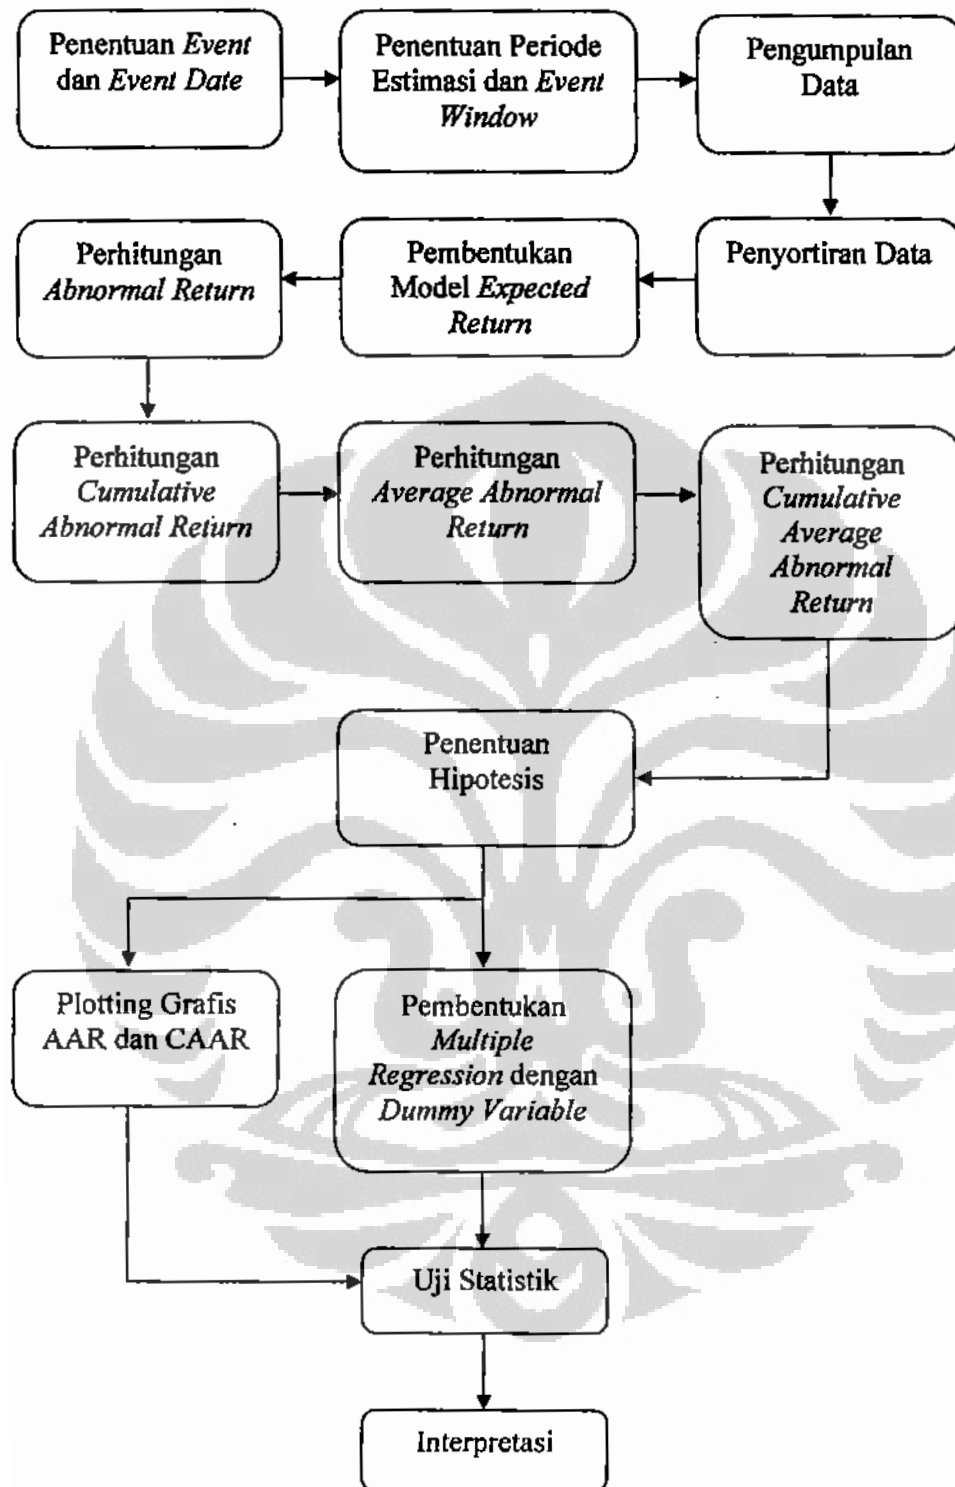 Penentuan Event
dan Event Date
Penentuan Periode
Estimasi dan Event
Window
Pengumpulan
Data
Penyortiran Data
Pembentukan
Model Expected
Return
Perhitungan
Abnormal Return
Perhitungan
Cumulative
Abnormal Return
Perhitungan
Average Abnormal
Return
Perhitungan
Cumulative
Average
Abnormal
Return
Penentuan
Hipotesis
Plotting Grafis
AAR dan CAAR
Pembentukan
Multiple
Regression dengan
Dummy Variable
Uji Statistik
Interpretasi